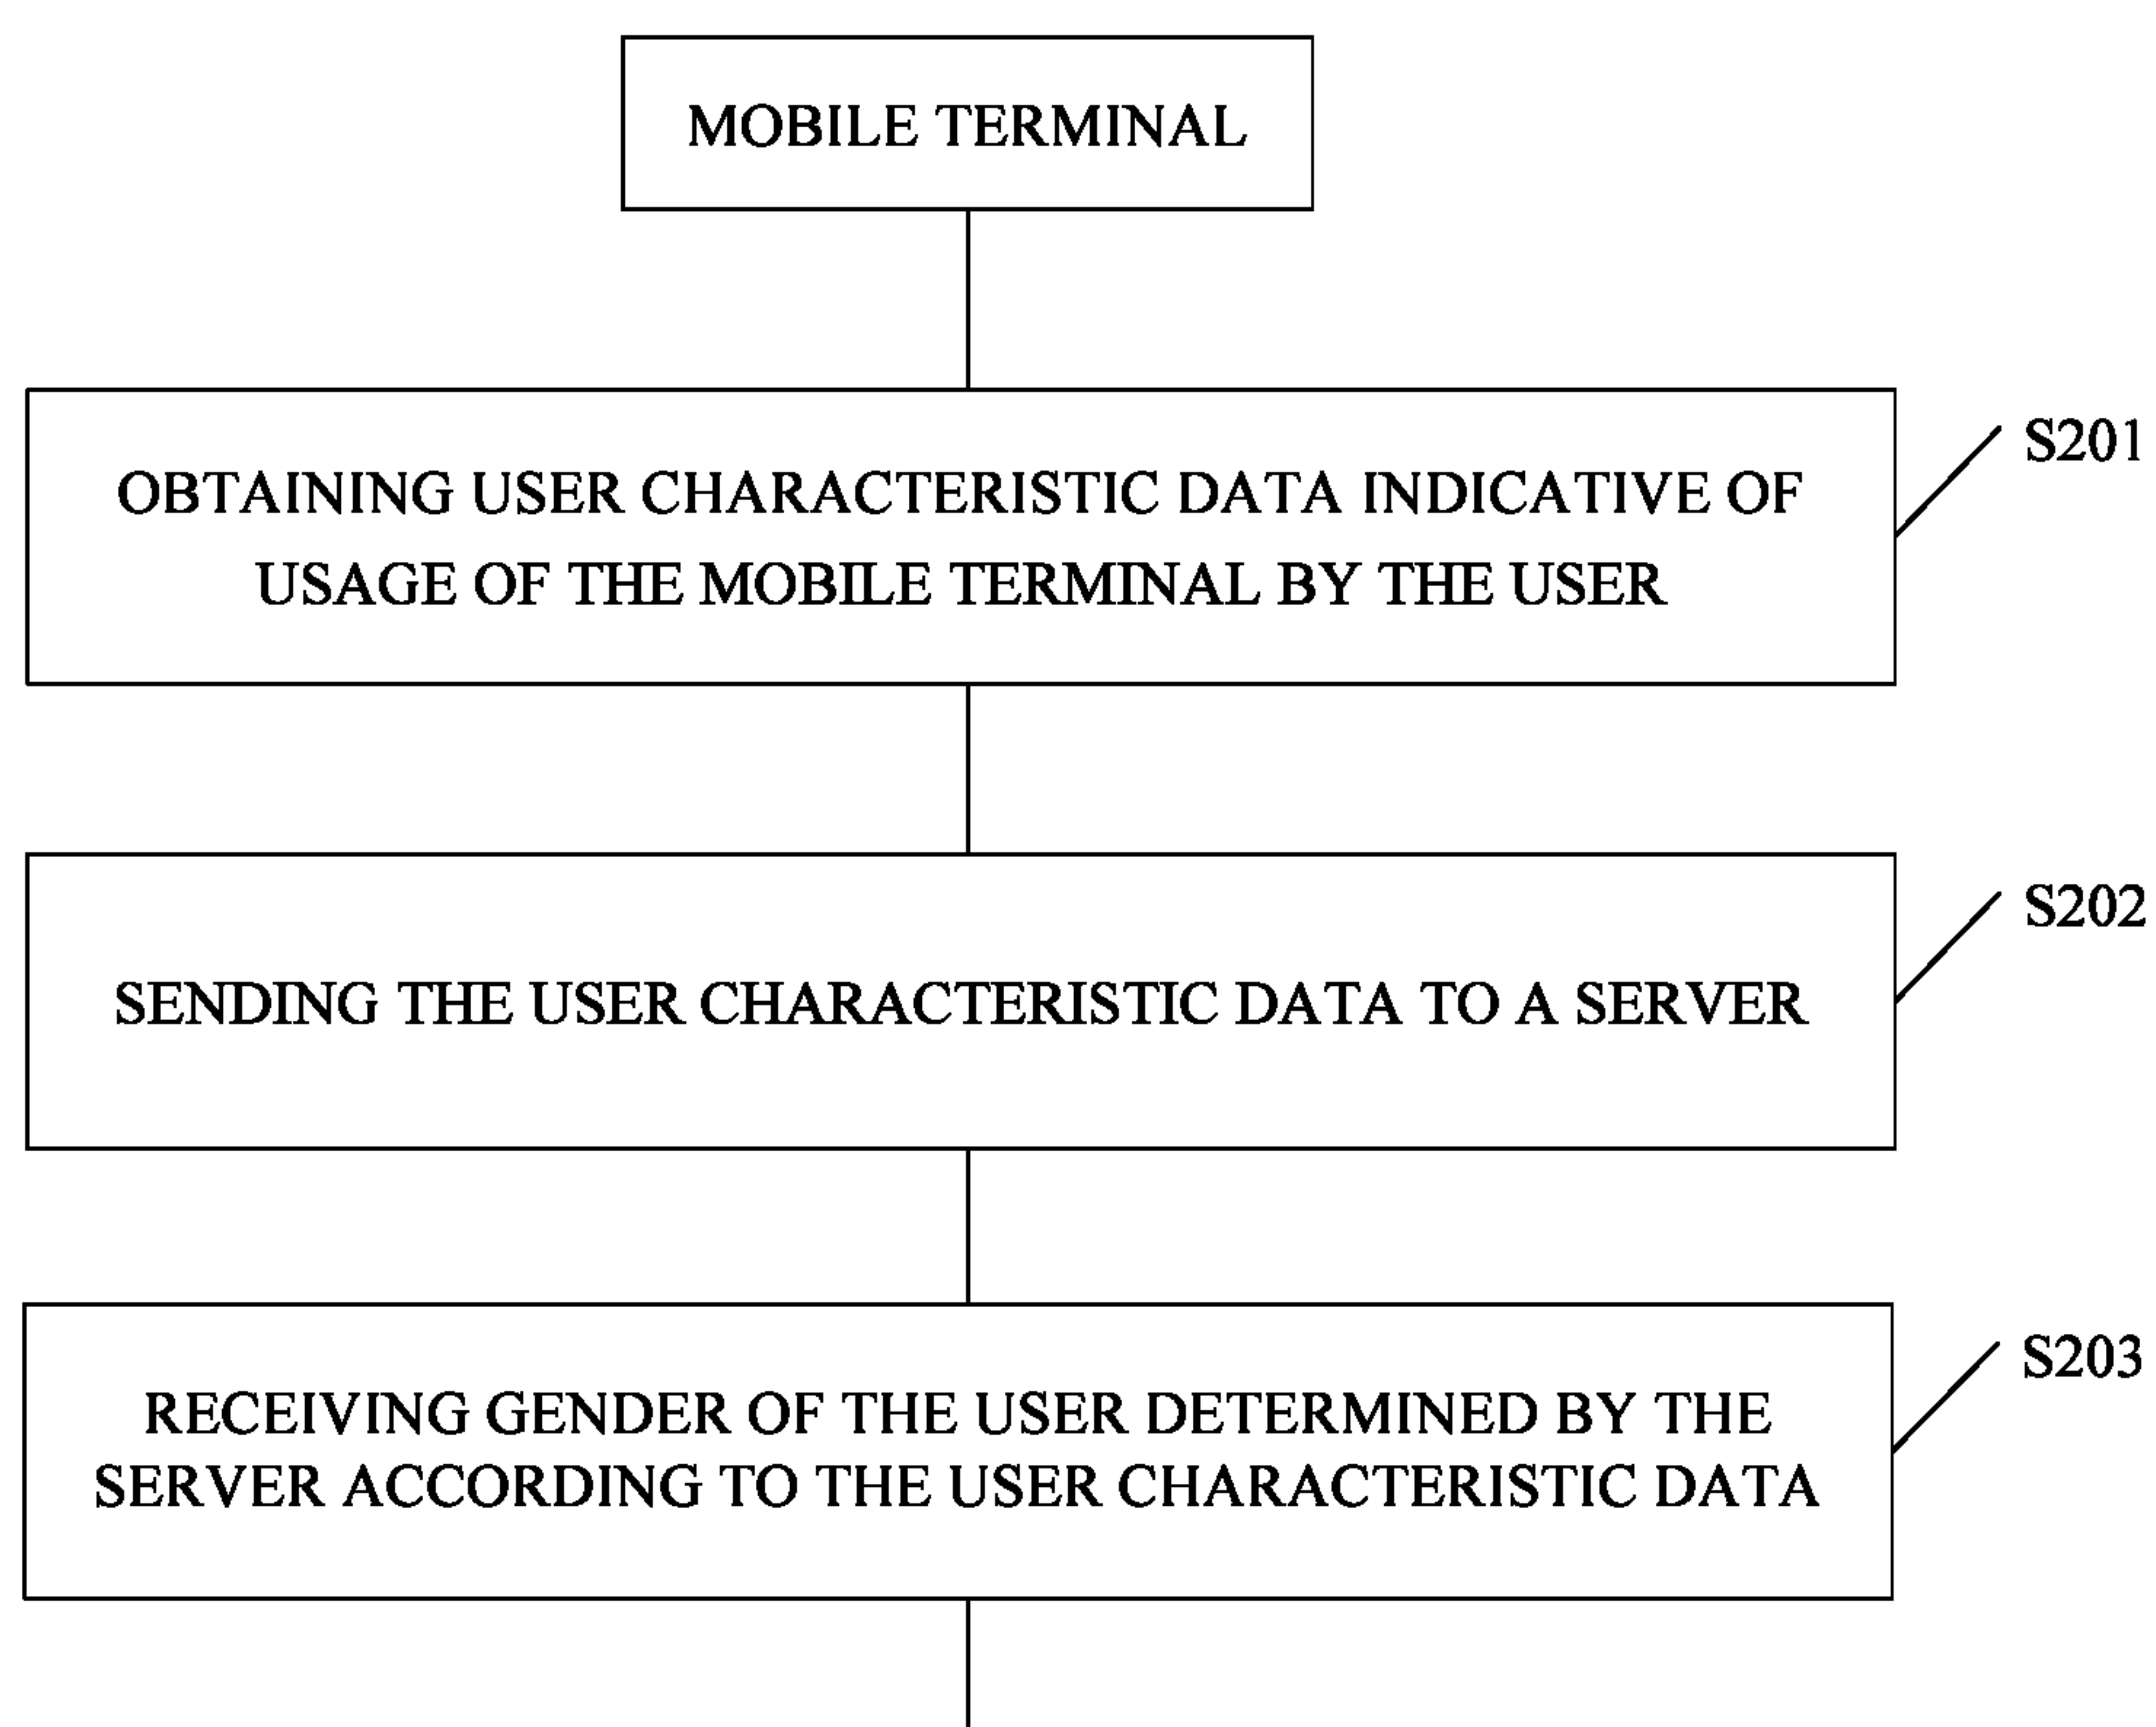 MOBILE TERMINAL
S201
OBTAINING USER CHARACTERISTIC DATA INDICATIVE OF
USAGE OF THE MOBILE TERMINAL BY THE USER
S202
SENDING THE USER CHARACTERISTIC DATA TO A SERVER
S203
RECEIVING GENDER OF THE USER DETERMINED BY THE
SERVER ACCORDING TO THE USER CHARACTERISTIC DATA